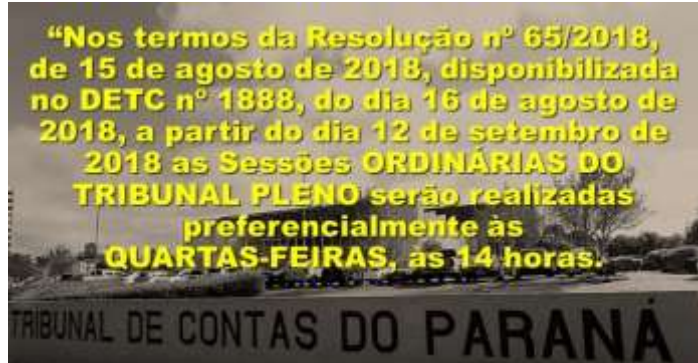 “Nos termos da Resolução nº 65/2018,
de 15 de agosto de 2018, disponibilizada
no DETC nº 1888, do dia 16 de agosto de
2018, a partir do dia 12 de setembro de
2018 as Sessões ORDINÁRIAS DO
TRIBUNAL PLENO serão realizadas
preferencialmente às
QUARTAS-FEIRAS, às 14 horas.
TRIBUNAL DE CONTAS DO PARANÁ